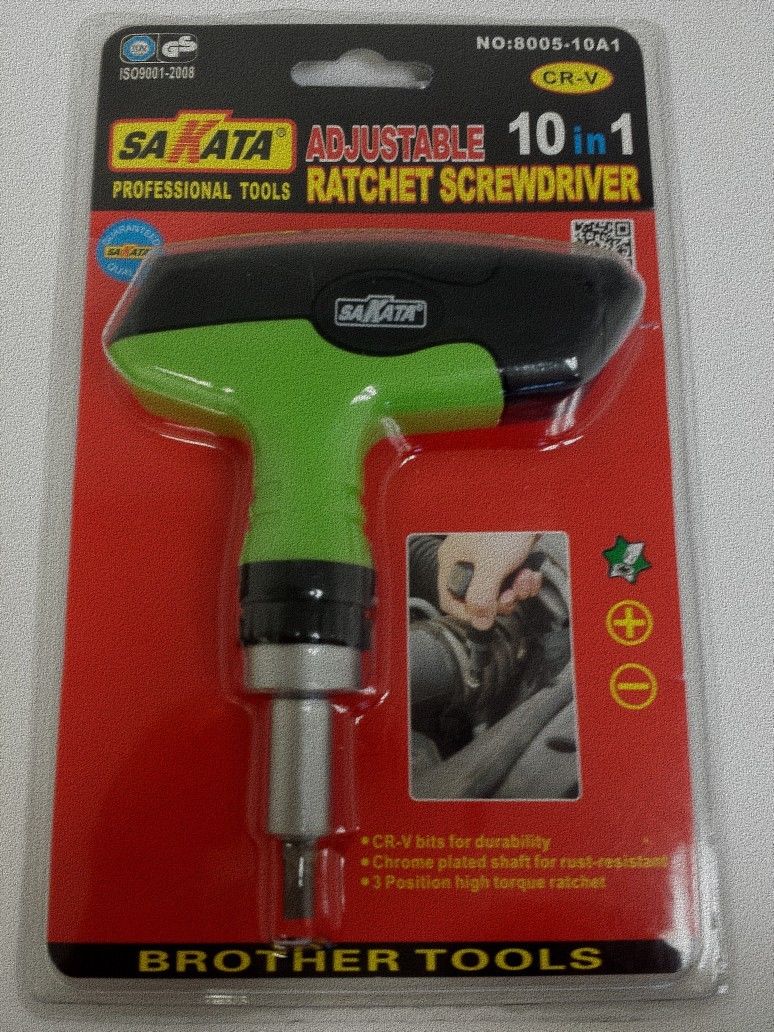 NO:8005-10A1
GS
ISO9001-2008
CR-V
SAKATA®
PROFESSIONAL TOOLS
ADJUSTABLE 10 in 1
RATCHET SCREWDRIVER
GUARANTEED
SAKATA
SAKATA®
•CR-V bits for durability
•Chrome plated shaft for rust-resistant
•3 Position high torque ratchet
BROTHER TOOLS